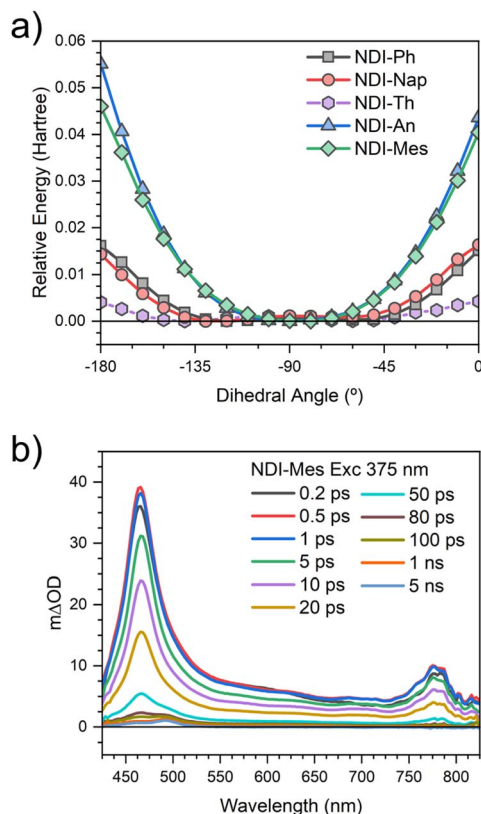 a)
0.06
0.05
0.04
0.03
0.02
0.01
0.00
Relative Energy (Hartree)
NDI-Ph
NDI-Nap
NDI-Th
NDI-An
NDI-Mes
-180
-135
-90
-45
0
Dihedral Angle (º)
b)
40
30
20
10
0
mΔOD
NDI-Mes Exc 375 nm
0.2 ps
0.5 ps
1 ps
5 ps
10 ps
20 ps
50 ps
80 ps
100 ps
1 ns
5 ns
450
500
550
600
650
700
750
800
Wavelength (nm)